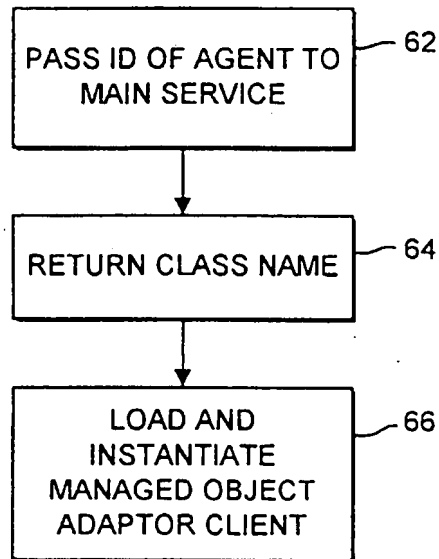 PASS ID OF AGENT TO
MAIN SERVICE
62
RETURN CLASS NAME
64
LOAD AND
INSTANTIATE
MANAGED OBJECT
ADAPTOR CLIENT
66